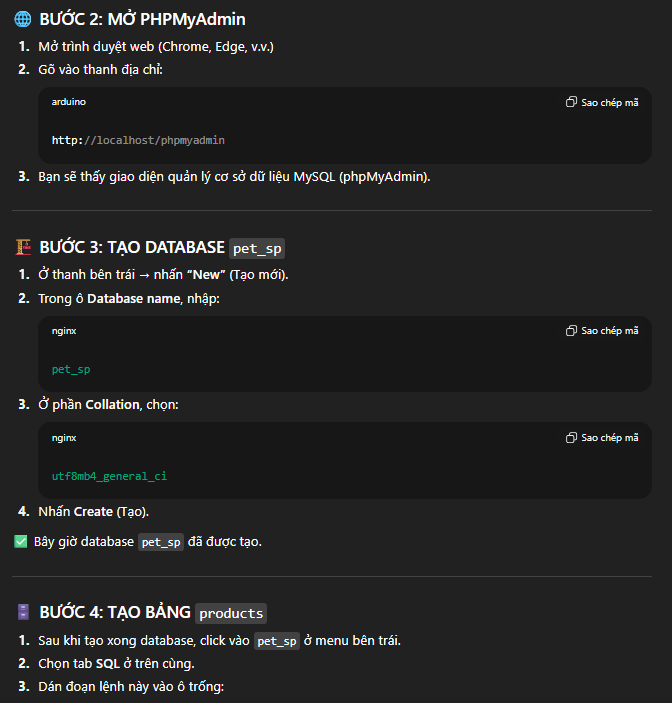 🌐 BƯỚC 2: MỞ PHPMyAdmin
1. Mở trình duyệt web (Chrome, Edge, v.v.)
2. Gõ vào thanh địa chỉ:
arduino
Sao chép mã
http://localhost/phpmyadmin
3. Bạn sẽ thấy giao diện quản lý cơ sở dữ liệu MySQL (phpMyAdmin).
🏗️ BƯỚC 3: TẠO DATABASE pet_sp
1. Ở thanh bên trái → nhấn “New” (Tạo mới).
2. Trong ô Database name, nhập:
nginx
Sao chép mã
pet_sp
3. Ở phần Collation, chọn:
nginx
Sao chép mã
utf8mb4_general_ci
4. Nhấn Create (Tạo).
✅ Bây giờ database pet_sp đã được tạo.
🗄️ BƯỚC 4: TẠO BẢNG products
1. Sau khi tạo xong database, click vào pet_sp ở menu bên trái.
2. Chọn tab SQL ở trên cùng.
3. Dán đoạn lệnh này vào ô trống: